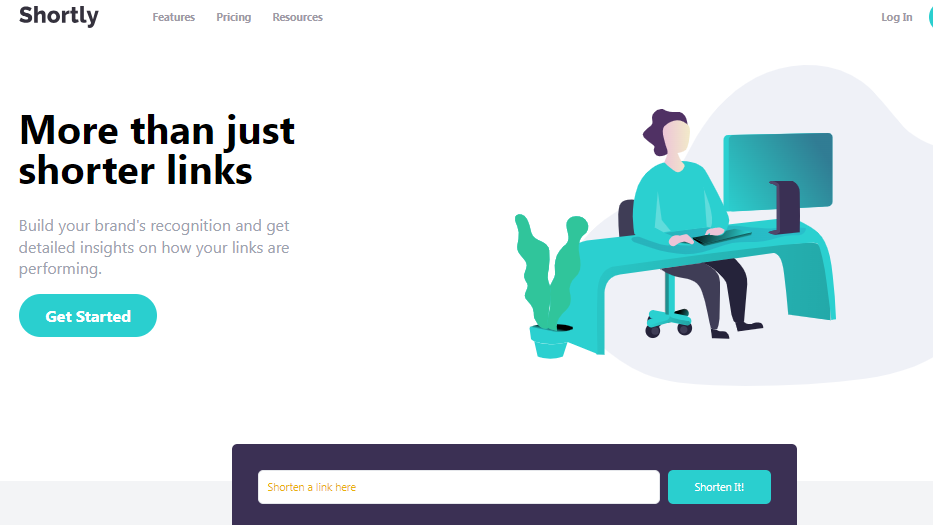 Shortly
Features Pricing Resources
Log In
More than just
shorter links
Build your brand's recognition and get
detailed insights on how your links are
performing.
Get Started
Shorten a link here
Shorten It!